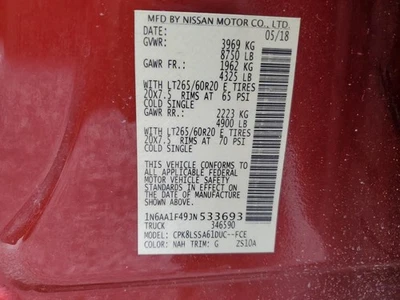 MFD BY NISSAN MOTOR CO., LTD.
DATE: 05/18
GVWR: 3969 KG
8750 LB
GAWR FR.: 1962 KG
4325 LB
WITH LT265/60R20 E TIRES
20X7.5 RIMS AT 65 PSI
COLD SINGLE
GAWR RR.: 2223 KG
4900 LB
WITH LT265/60R20 E TIRES
20X7.5 RIMS AT 70 PSI
COLD SINGLE
THIS VEHICLE CONFORMS TO
ALL APPLICABLE FEDERAL
MOTOR VEHICLE SAFETY
STANDARDS IN EFFECT ON
THE DATE OF MANUFACTURE
SHOWN ABOVE.
1N6AA1F49JN533693
TRUCK 346590
MODEL: CPK8LSSA61DUC--FCE
COLOR: NAH TRIM: G ZS10A